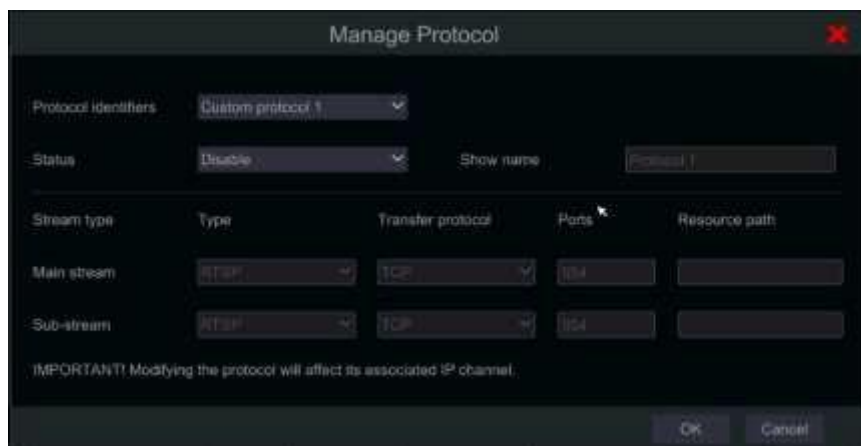 Manage Protocol
Protocol identifiers Custom protocol 1
Status Disable Show name Protocol 1
Stream type Type Transfer protocol Ports Resource path
Main stream RTSP TCP 554
Sub-stream RTSP TCP 554
IMPORTANT! Modifying the protocol will affect its associated IP channel.
OK Cancel